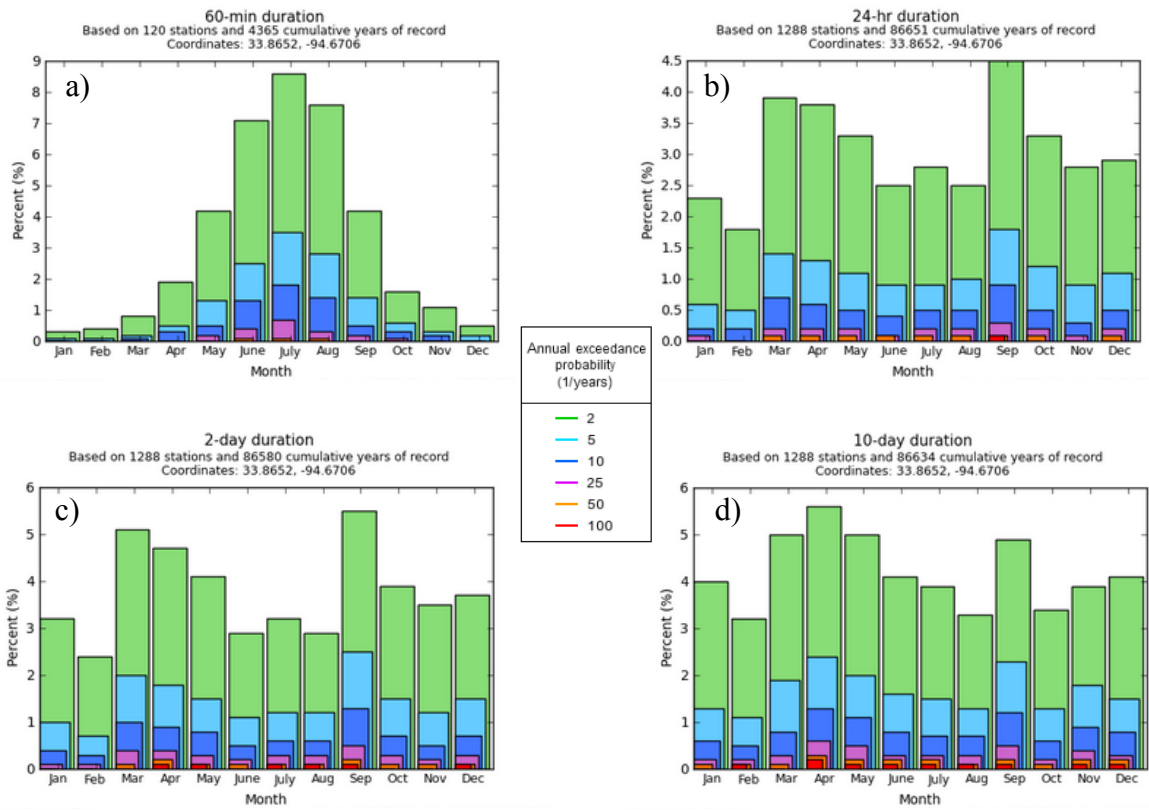 60-min duration
Based on 120 stations and 4365 cumulative years of record
Coordinates: 33.8652, -94.6706
a)
9
8
7
6
5
4
3
2
1
0
Percent (%)
Jan Feb Mar Apr May June July Aug Sep Oct Nov Dec
Month
24-hr duration
Based on 1288 stations and 86651 cumulative years of record
Coordinates: 33.8652, -94.6706
b)
4.5
4.0
3.5
3.0
2.5
2.0
1.5
1.0
0.5
0.0
Percent (%)
Jan Feb Mar Apr May June July Aug Sep Oct Nov Dec
Month
Annual exceedance
probability
(1/years)
2
5
10
25
50
100
2-day duration
Based on 1288 stations and 86580 cumulative years of record
Coordinates: 33.8652, -94.6706
c)
6
5
4
3
2
1
0
Percent (%)
Jan Feb Mar Apr May June July Aug Sep Oct Nov Dec
Month
10-day duration
Based on 1288 stations and 86634 cumulative years of record
Coordinates: 33.8652, -94.6706
d)
6
5
4
3
2
1
0
Percent (%)
Jan Feb Mar Apr May June July Aug Sep Oct Nov Dec
Month